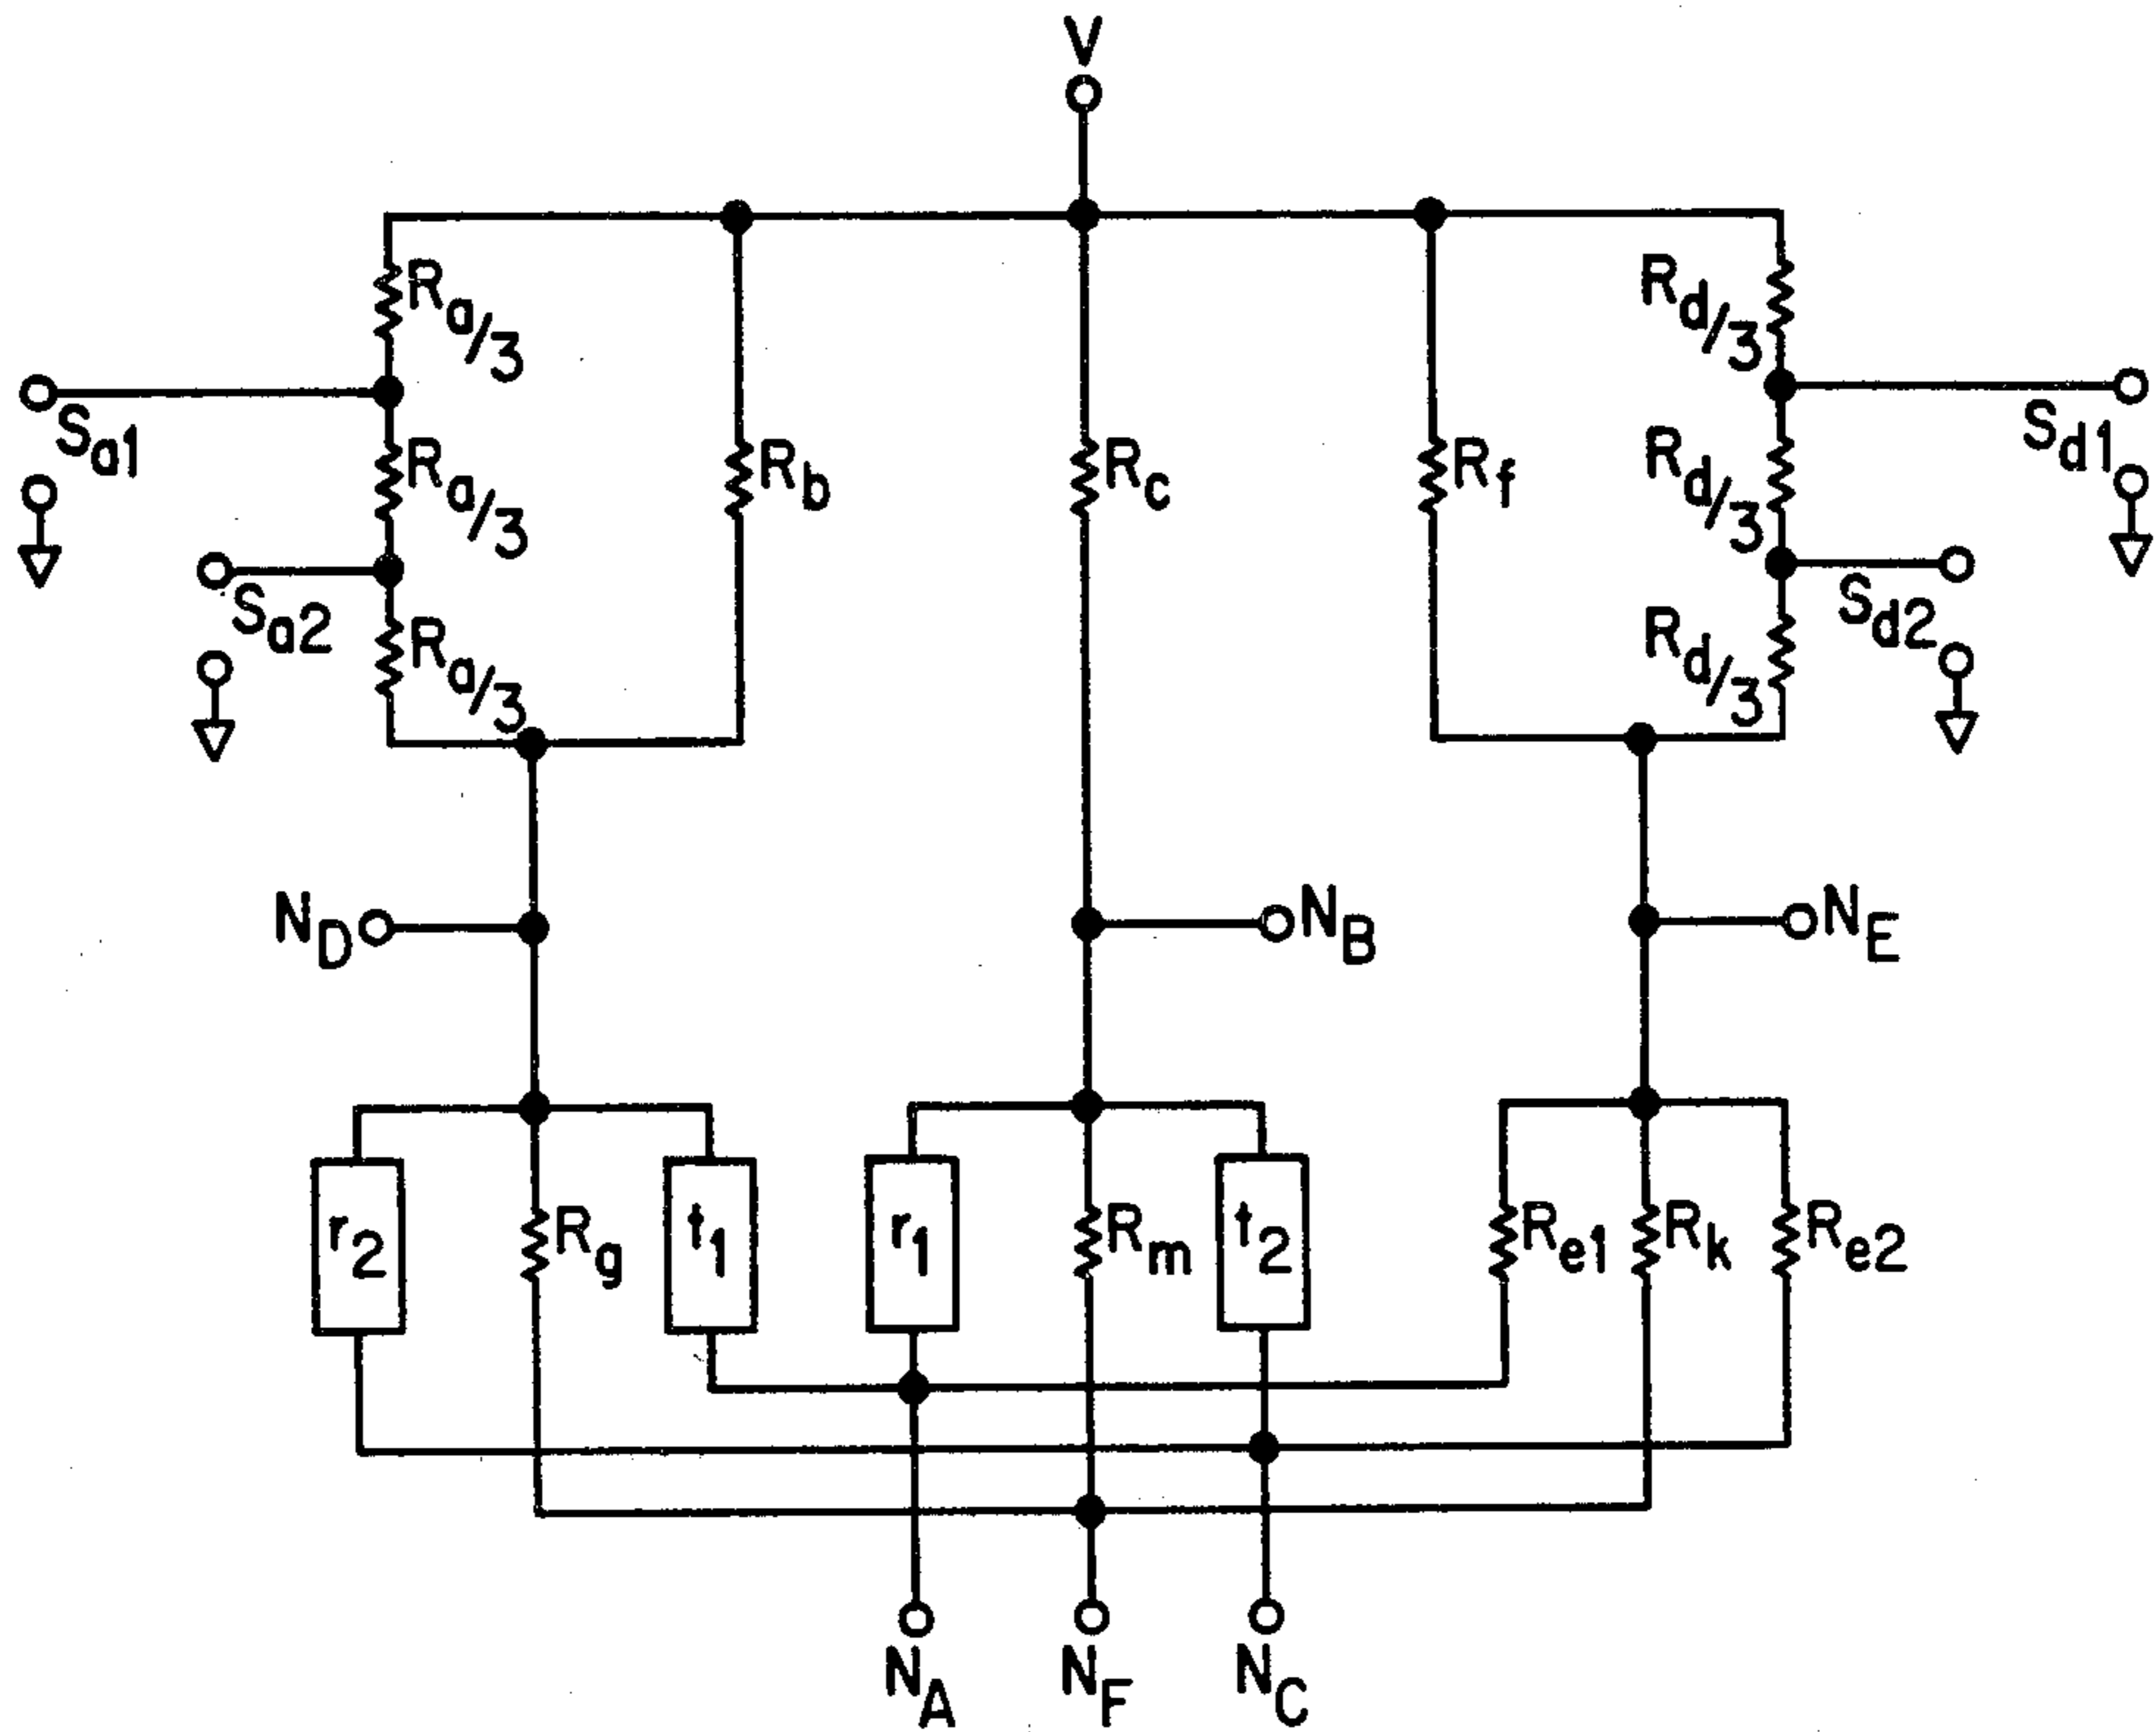 V
Ra/3
Rd/3
Sa1
Sd1
Ra/3
Rb
Rc
Rf
Rd/3
Sa2
Sd2
Ra/3
Rd/3
ND
NB
NE
r2
Rg
t1
r1
Rm
t2
Re1
Rk
Re2
NA
NF
NC